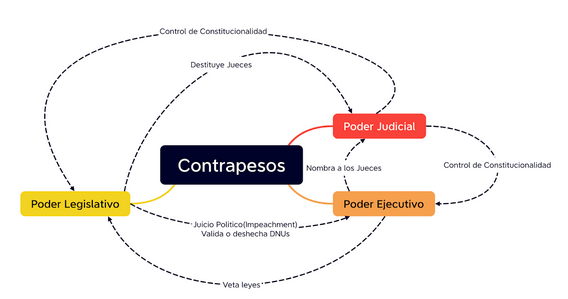 Control de Constitucionalidad
Destituye Jueces
Poder Judicial
Contrapesos
Nombra a los Jueces
Control de Constitucionalidad
Poder Legislativo
Poder Ejecutivo
Juicio Politico(Impeachment)
Valida o deshecha DNUs
Veta leyes